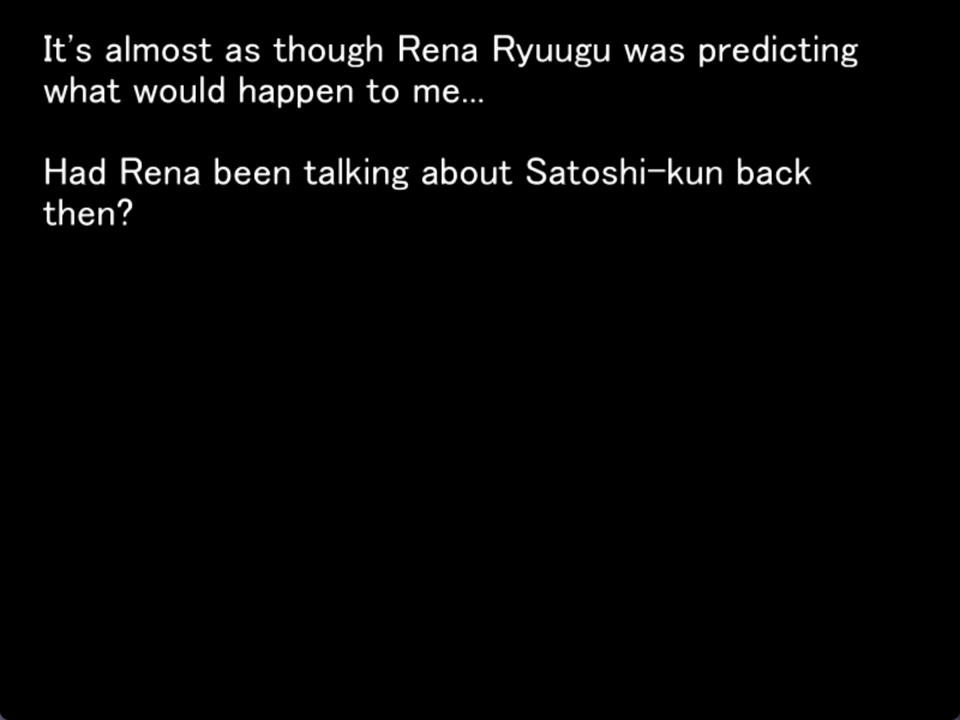 It's almost as though Rena Ryuugu was predicting
what would happen to me...
Had Rena been talking about Satoshi-kun back
then?